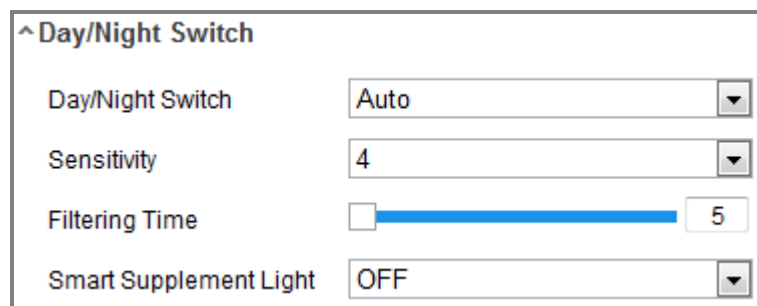 Day/Night Switch
Day/Night Switch Auto
Sensitivity 4
Filtering Time 5
Smart Supplement Light OFF